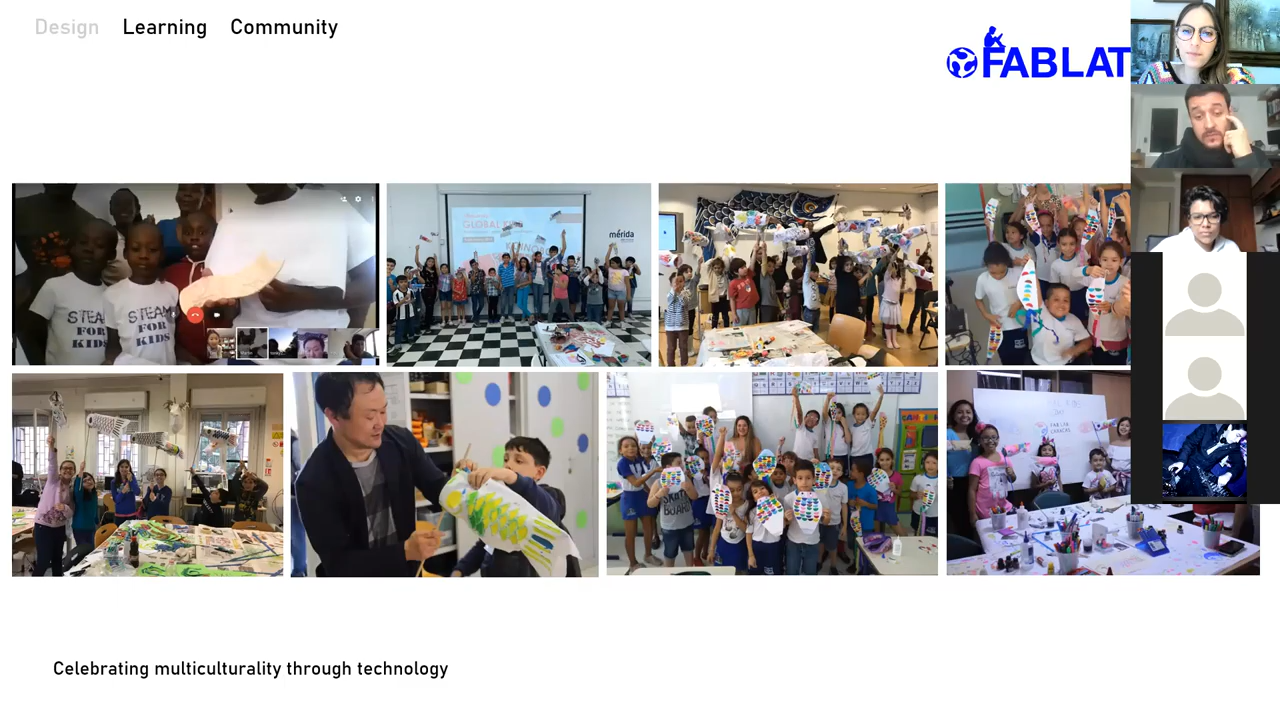 Design Learning Community
FABLAT
STEAM
FOR
KIDS
STEAM
FOR
KIDS
GLOBAL
mérida
Celebrating multiculturality through technology